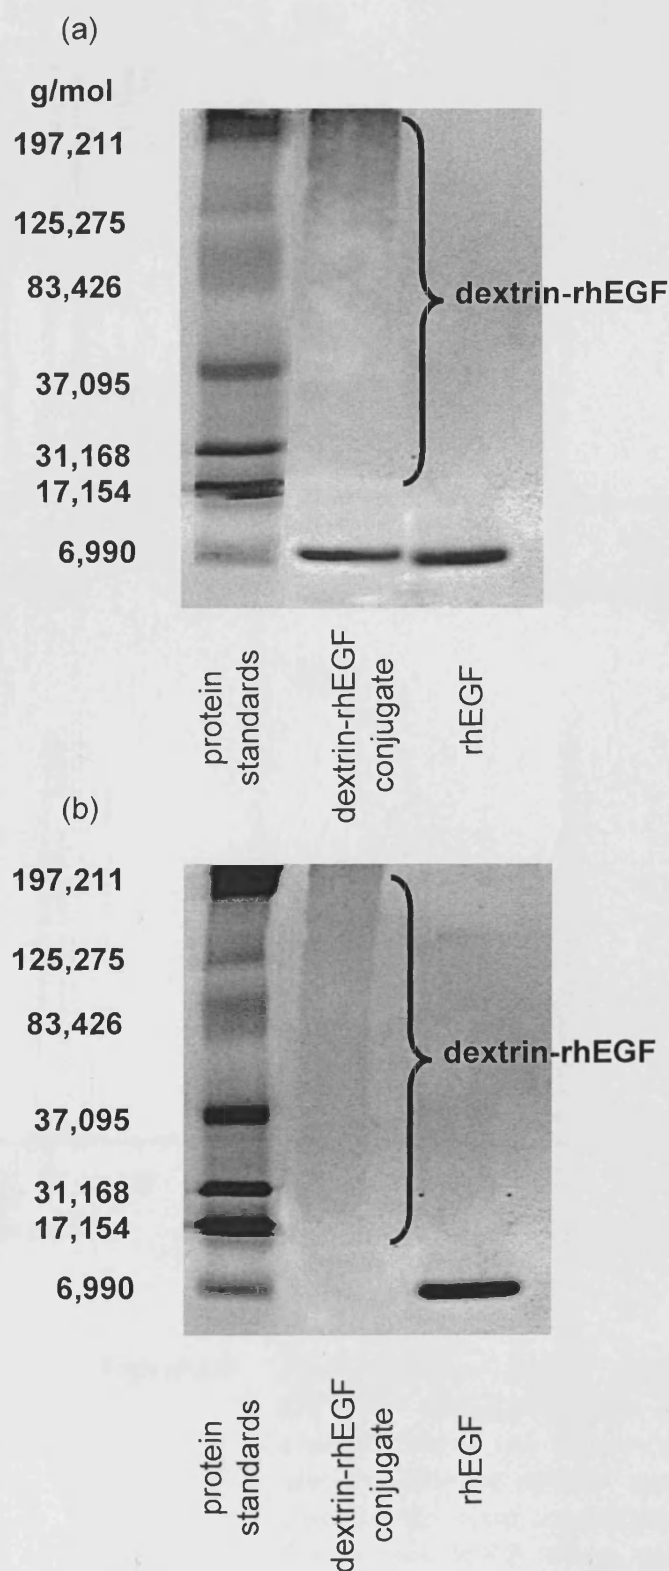 (a)
g/mol
197,211
125,275
83,426
37,095
31,168
17,154
6,990
dextrin-rhEGF
protein
standards
dextrin-rhEGF
conjugate
rhEGF
(b)
197,211
125,275
83,426
37,095
31,168
17,154
6,990
dextrin-rhEGF
protein
standards
dextrin-rhEGF
conjugate
rhEGF